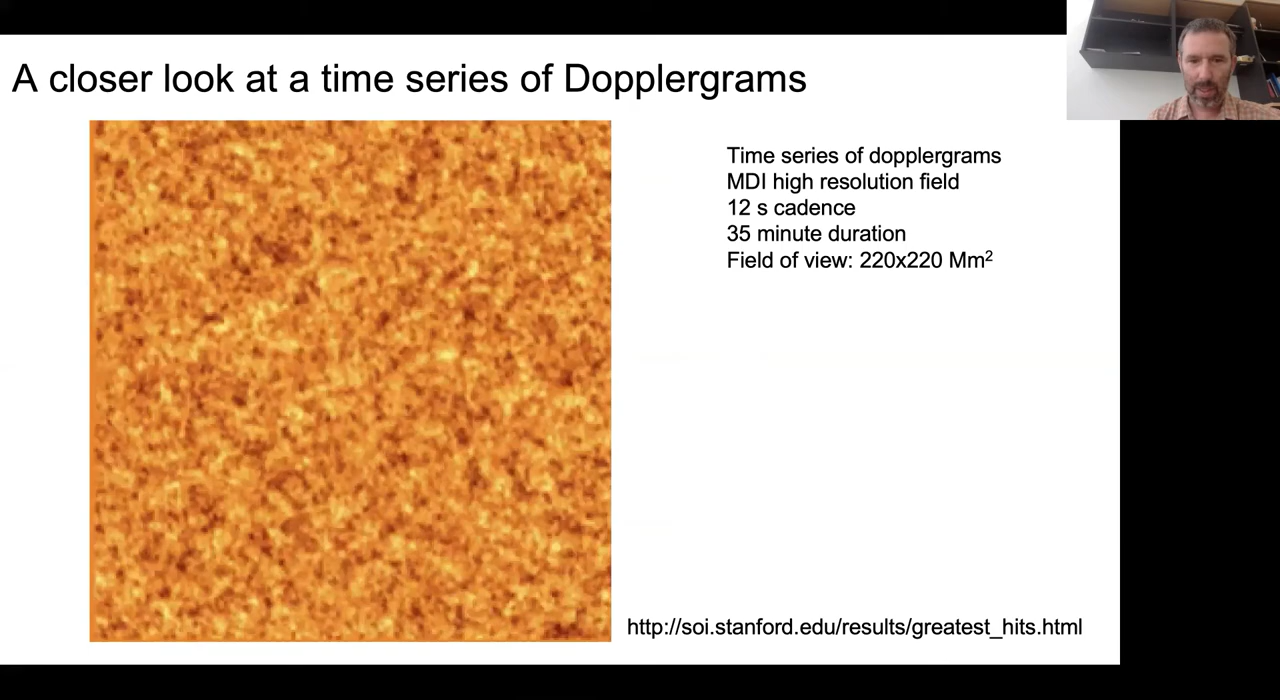 A closer look at a time series of Dopplergrams
Time series of dopplergrams
MDI high resolution field
12 s cadence
35 minute duration
Field of view: 220x220 Mm²
http://soi.stanford.edu/results/greatest_hits.html